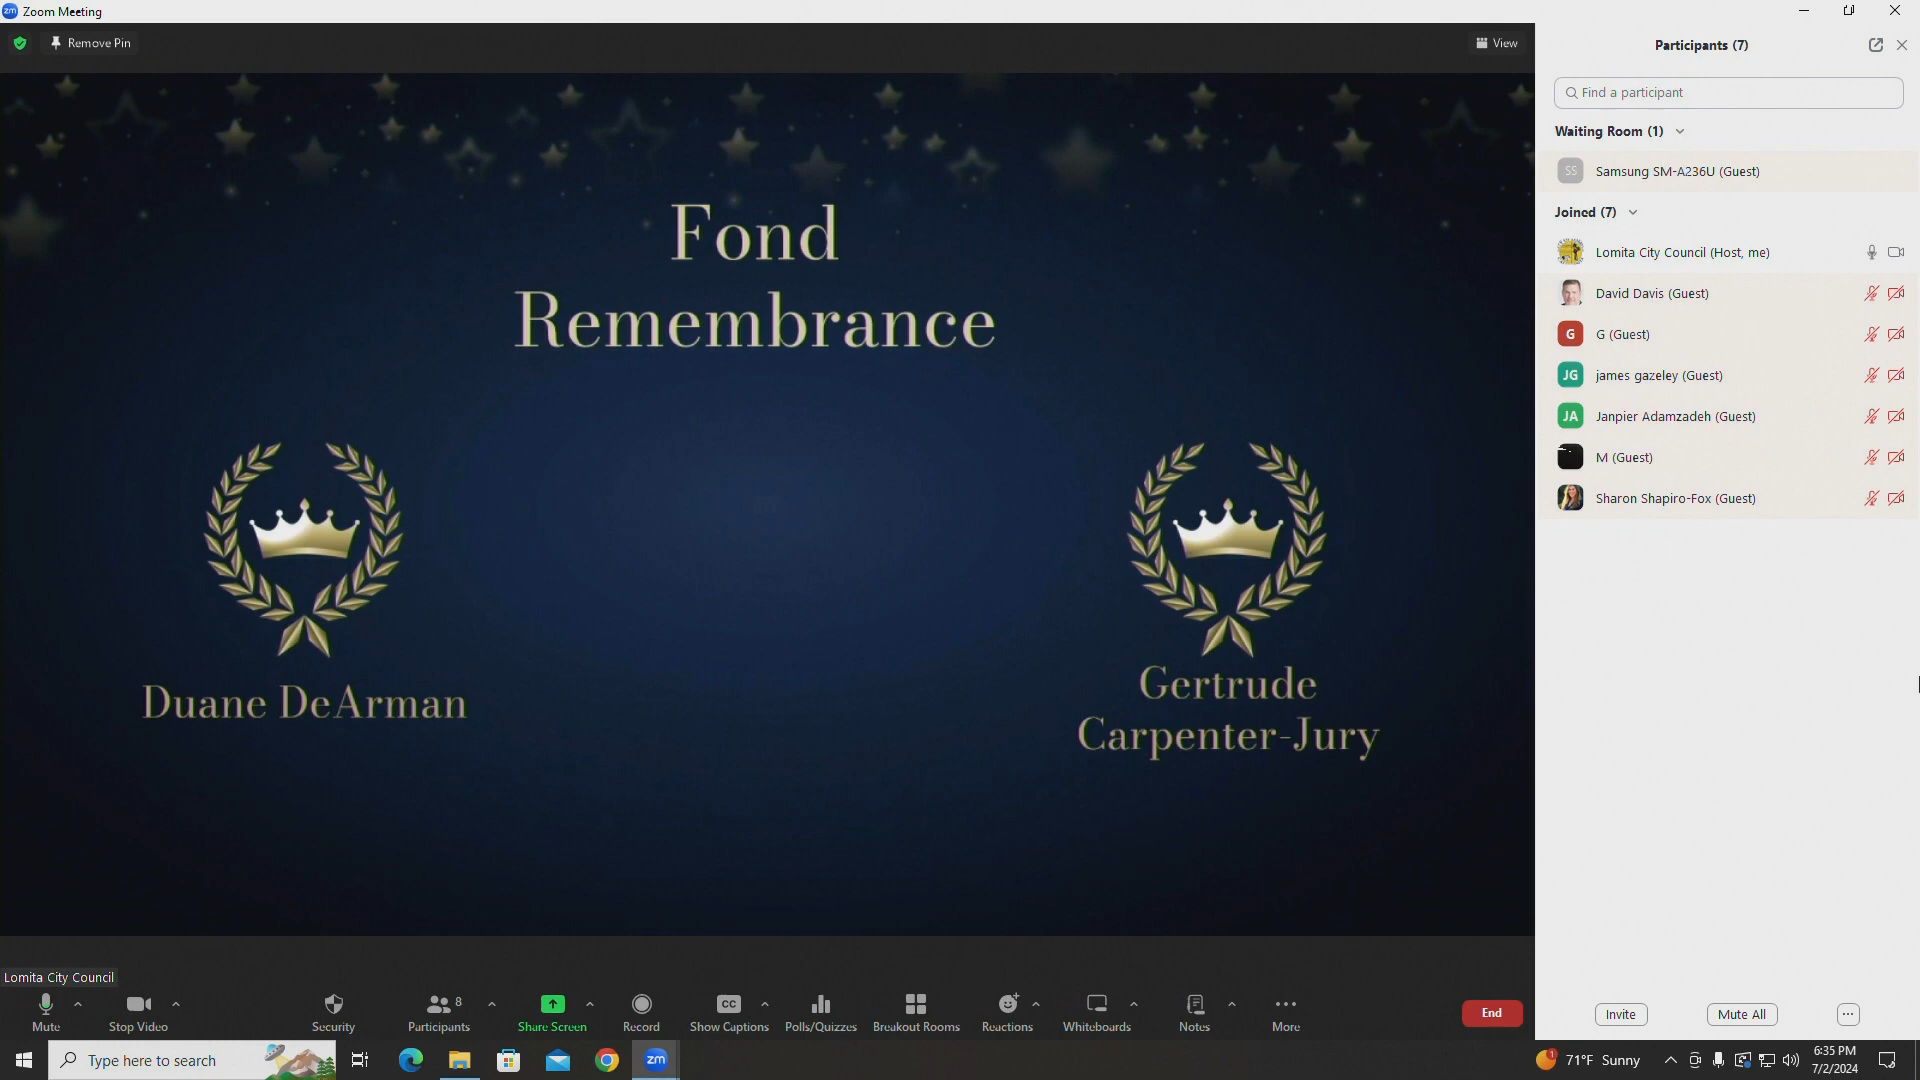 zm Zoom Meeting
Remove Pin
View
Fond
Remembrance
Duane DeArman
Gertrude
Carpenter-Jury
Lomita City Council
Participants (7)
Find a participant
Waiting Room (1)
SS Samsung SM-A236U (Guest)
Joined (7)
Lomita City Council (Host, me)
David Davis (Guest)
G G (Guest)
JG james gazeley (Guest)
JA Janpier Adamzadeh (Guest)
M (Guest)
Sharon Shapiro-Fox (Guest)
Invite
Mute All
Mute
Stop Video
Security
Participants 8
Share Screen
Record
CC Show Captions
Polls/Quizzes
Breakout Rooms
Reactions
Whiteboards
Notes
More
End
Type here to search
zm
1 71°F Sunny
6:35 PM
7/2/2024